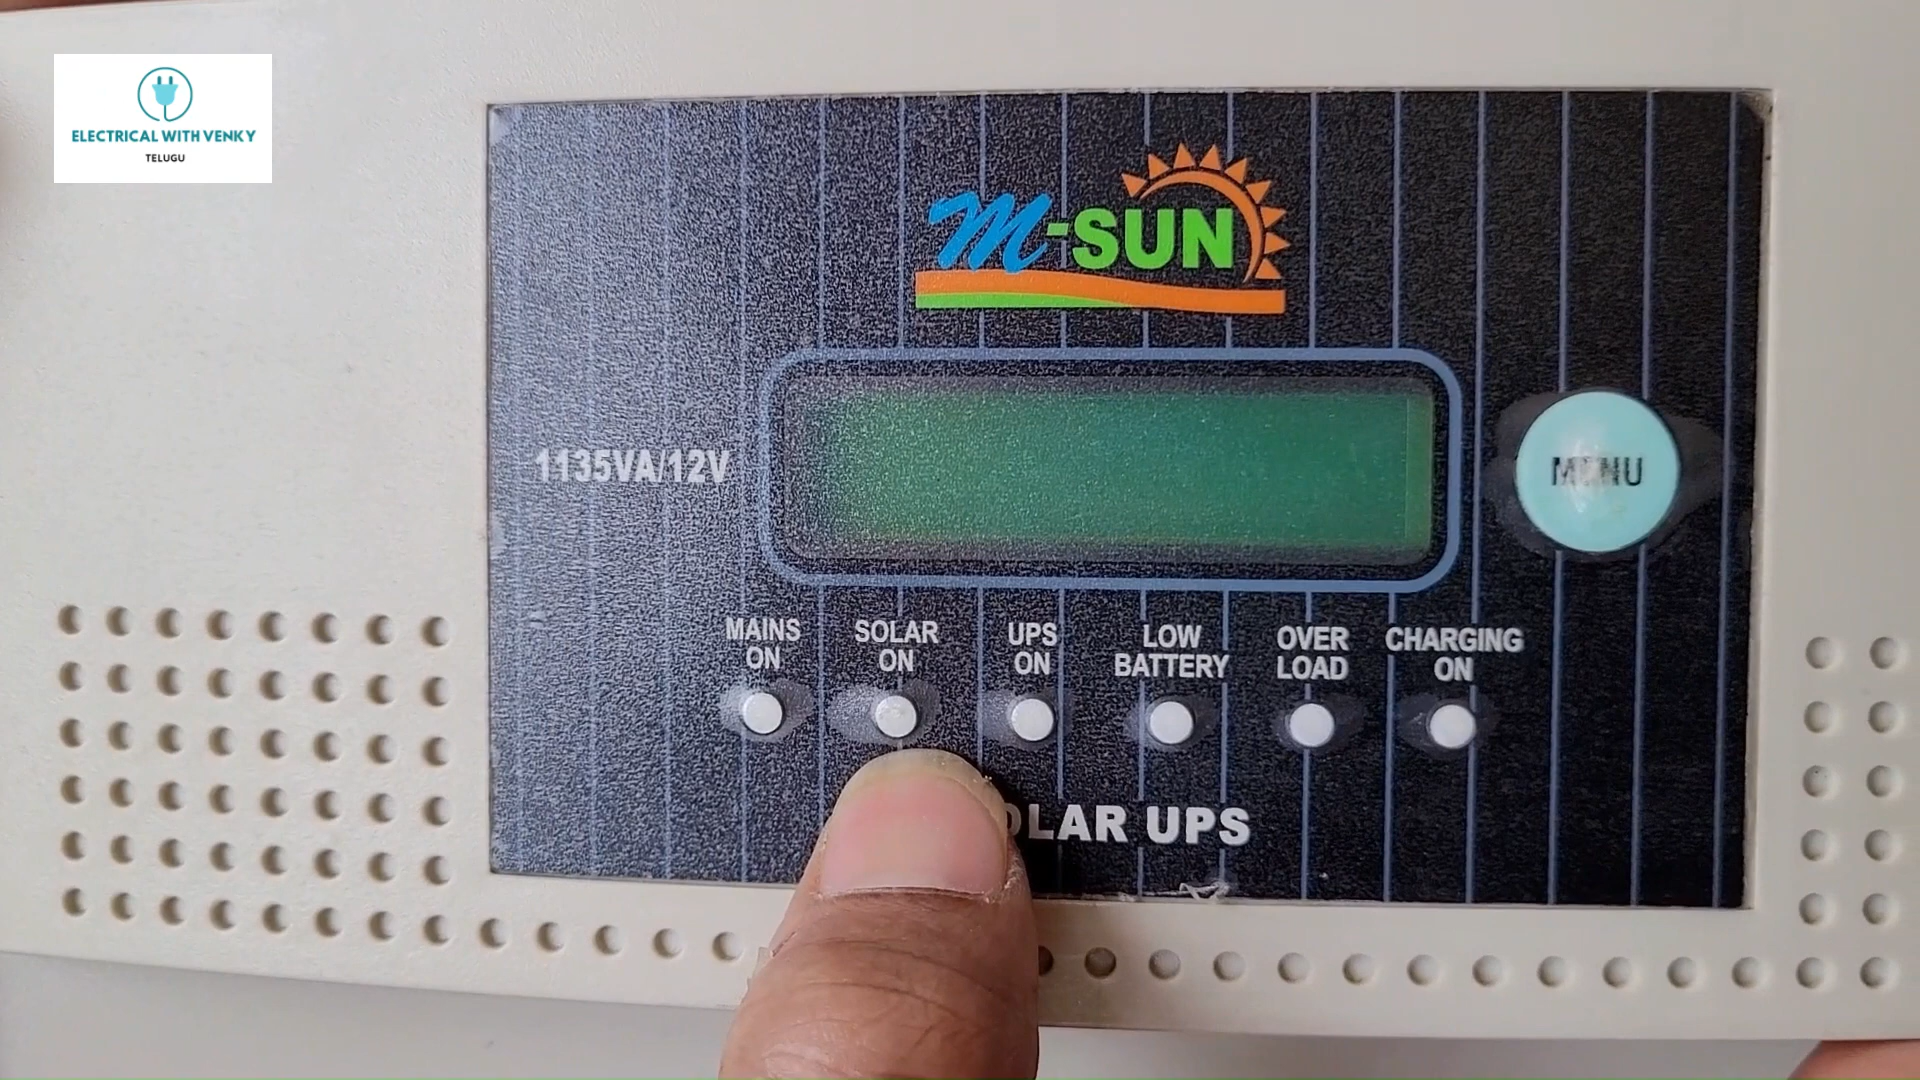 ELECTRICAL WITH VENKY
TELUGU
M-SUN
1135VA/12V
MENU
MAINS ON
SOLAR ON
UPS ON
LOW BATTERY
OVER LOAD
CHARGING ON
OLAR UPS